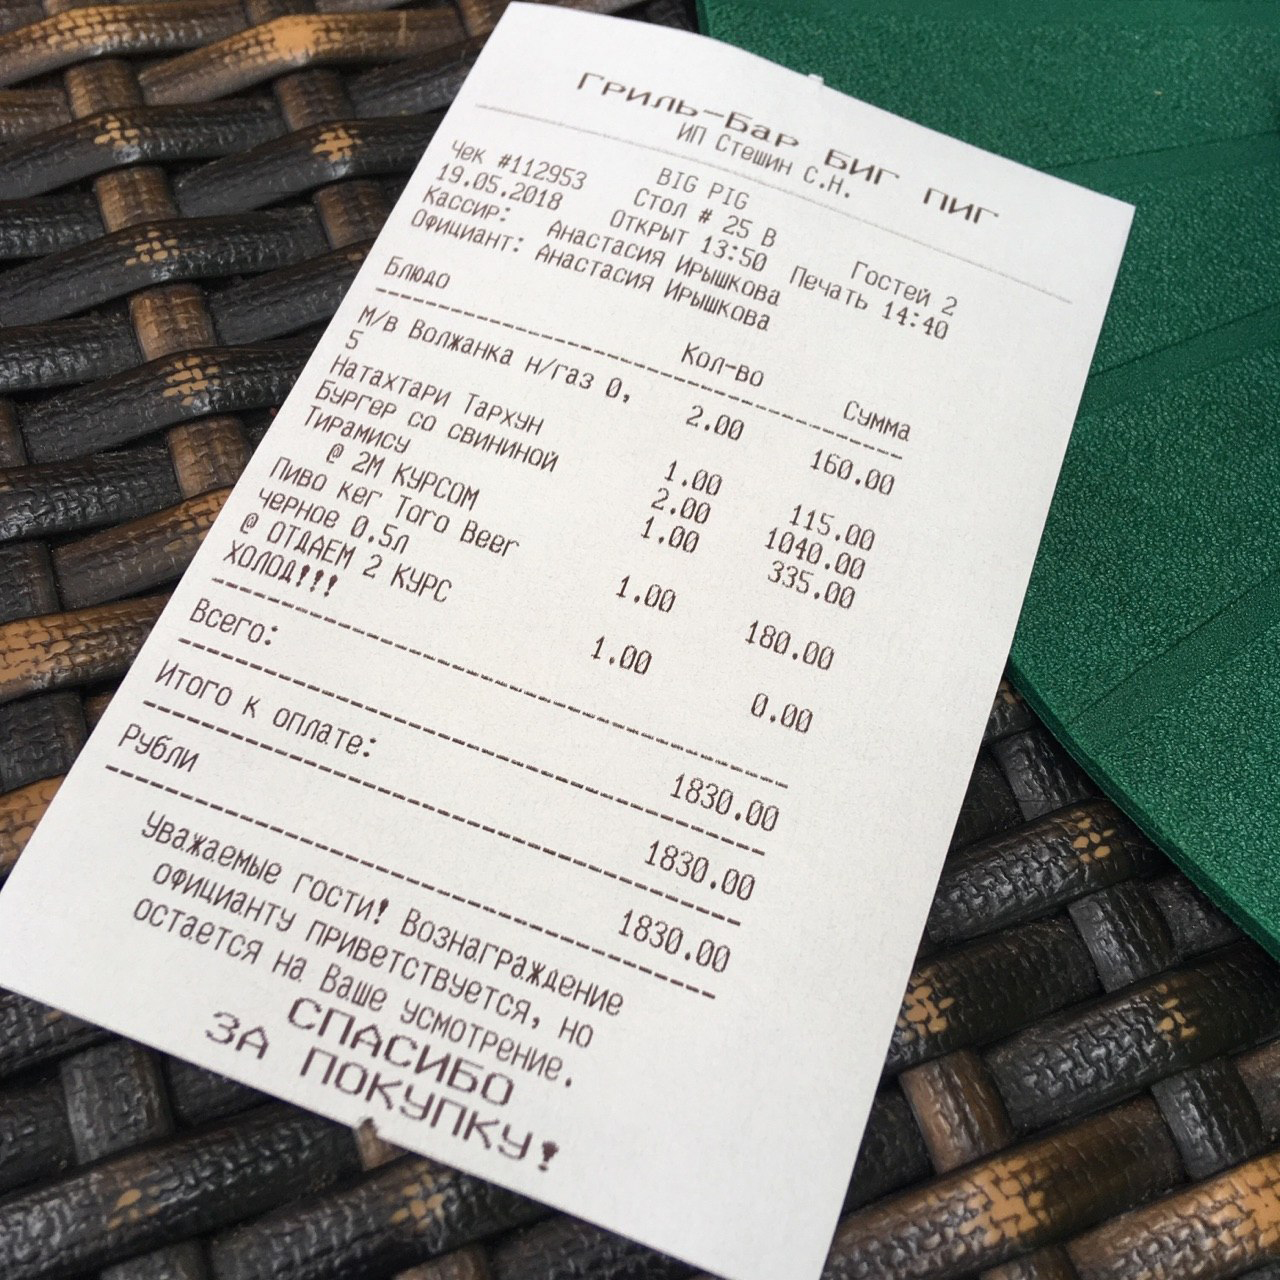 Гриль-Бар БИГ ПИГ
ИП Стешин С.Н.
BIG PIG
Чек #112953 Стол # 25 В Гостей 2
19.05.2018 Открыт 13:50 Печать 14:40
Кассир: Анастасия Ирышкова
Официант: Анастасия Ирышкова
Блюдо Кол-во Сумма
М/в Волжанка н/газ 0, 2.00 160.00
5
Натахтари Тархун 1.00 115.00
Бургер со свининой 2.00 1040.00
Тирамису 1.00 335.00
@ 2М КУРСОМ
Пиво кег Toro Beer 1.00 180.00
черное 0.5л
@ ОТДАЕМ 2 КУРС 1.00 0.00
ХОЛОД!!!
Всего: 1830.00
Итого к оплате: 1830.00
Рубли 1830.00
Уважаемые гости! Вознаграждение
официанту приветствуется, но
остается на Ваше усмотрение.
СПАСИБО
ЗА ПОКУПКУ!